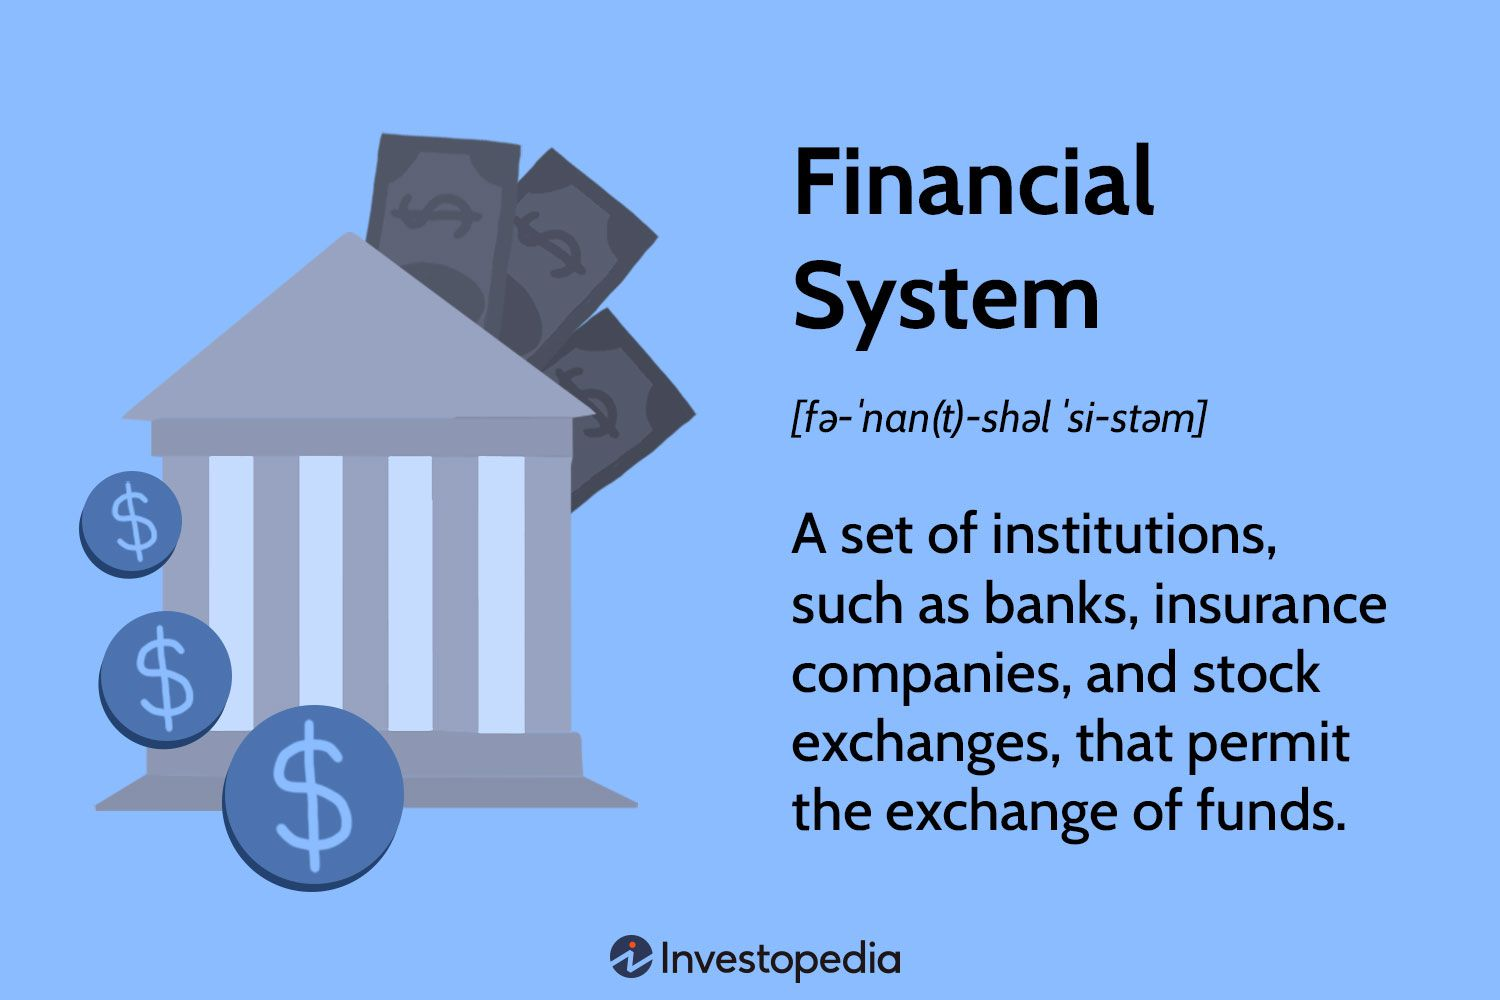 Financial
System
[fə-ˈnan(t)-shəl ˈsi-stəm]
A set of institutions,
such as banks, insurance
companies, and stock
exchanges, that permit
the exchange of funds.
$
$
$
$
$
$
Investopedia